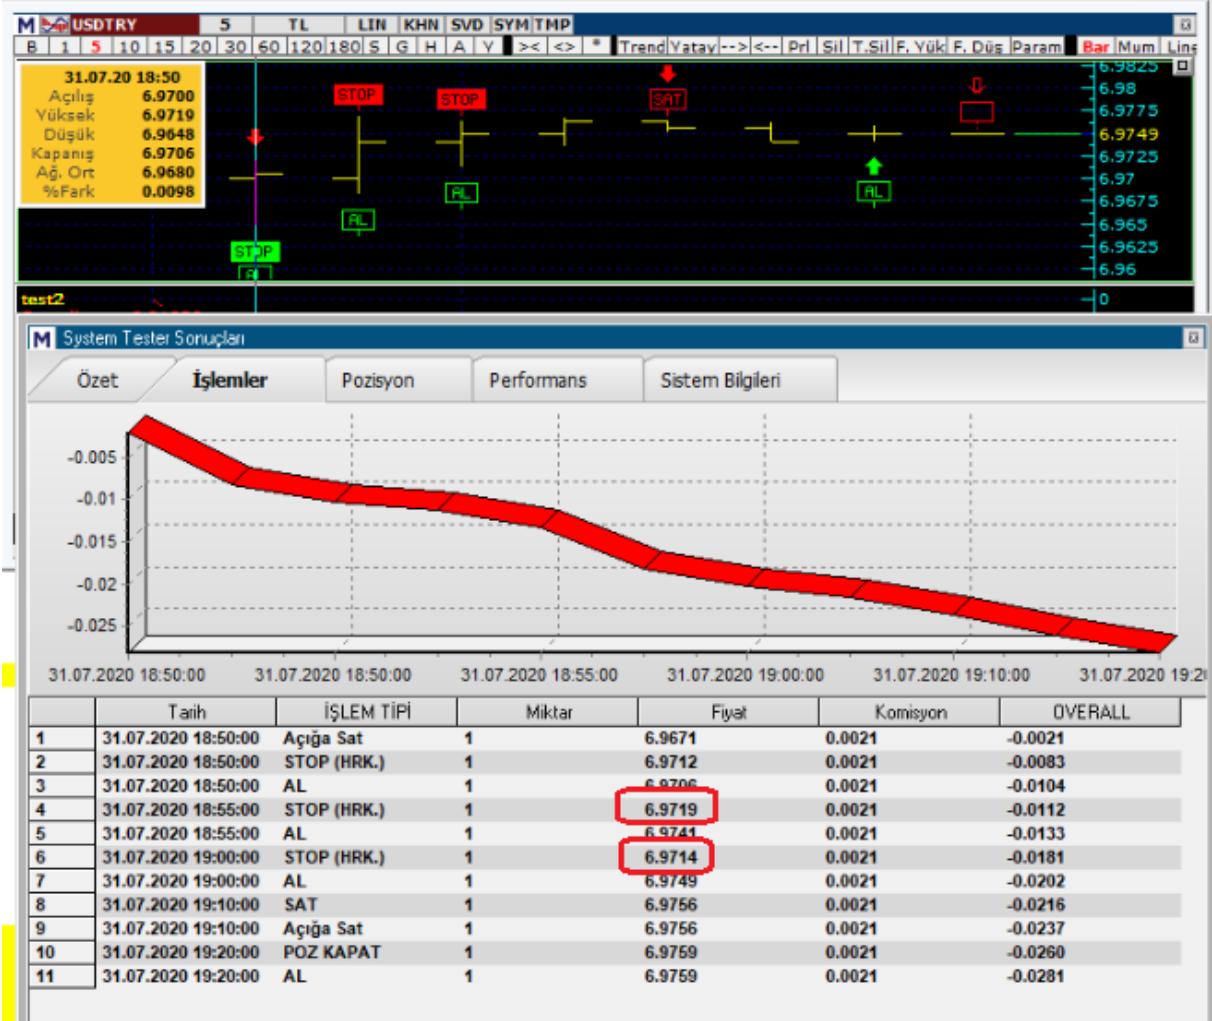 M USDTRY 5 TL LIN KHN SVD SYM TMP
B 1 5 10 15 20 30 60 120 180 S G H A Y >< <> * Trend Yatay --> <-- Prl Sil T.Sil F. Yük F. Düş Param Bar Mum Line
31.07.20 18:50
Açılış 6.9700
Yüksek 6.9719
Düşük 6.9648
Kapanış 6.9706
Ağ. Ort 6.9680
%Fark 0.0098
STOP
STOP
SAT
AL
AL
AL
STOP
AL
6.9825
6.98
6.9775
6.9749
6.9725
6.97
6.9675
6.965
6.9625
6.96
0
test2
M System Tester Sonuçları
Özet İşlemler Pozisyon Performans Sistem Bilgileri
-0.005
-0.01
-0.015
-0.02
-0.025
31.07.2020 18:50:00 31.07.2020 18:50:00 31.07.2020 18:55:00 31.07.2020 19:00:00 31.07.2020 19:10:00 31.07.2020 19:20
Tarih İŞLEM TİPİ Miktar Fiyat Komisyon OVERALL
1 31.07.2020 18:50:00 Açığa Sat 1 6.9671 0.0021 -0.0021
2 31.07.2020 18:50:00 STOP (HRK.) 1 6.9712 0.0021 -0.0083
3 31.07.2020 18:50:00 AL 1 6.9706 0.0021 -0.0104
4 31.07.2020 18:55:00 STOP (HRK.) 1 6.9719 0.0021 -0.0112
5 31.07.2020 18:55:00 AL 1 6.9741 0.0021 -0.0133
6 31.07.2020 19:00:00 STOP (HRK.) 1 6.9714 0.0021 -0.0181
7 31.07.2020 19:00:00 AL 1 6.9749 0.0021 -0.0202
8 31.07.2020 19:10:00 SAT 1 6.9756 0.0021 -0.0216
9 31.07.2020 19:10:00 Açığa Sat 1 6.9756 0.0021 -0.0237
10 31.07.2020 19:20:00 POZ KAPAT 1 6.9759 0.0021 -0.0260
11 31.07.2020 19:20:00 AL 1 6.9759 0.0021 -0.0281